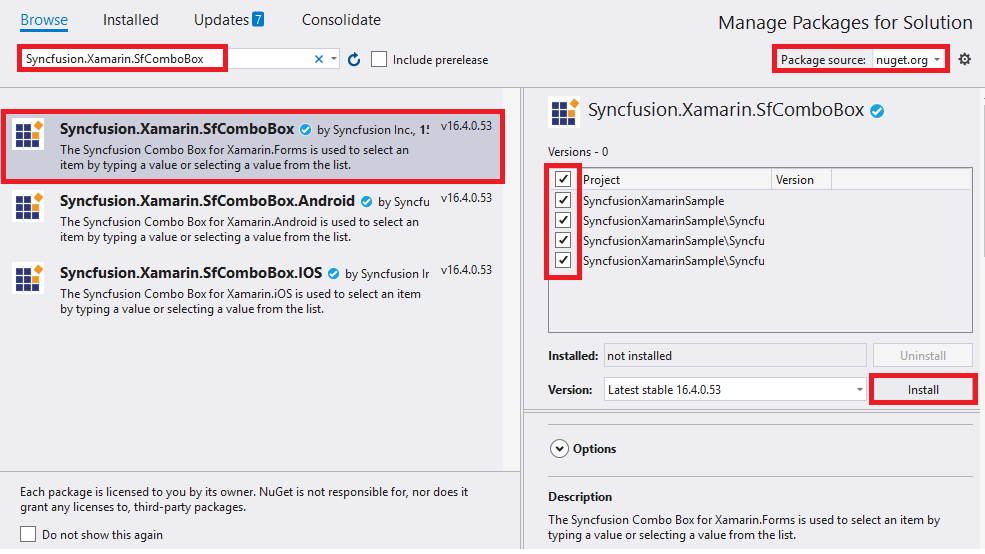 Browse Installed Updates 7 Consolidate
Manage Packages for Solution
Syncfusion.Xamarin.SfComboBox Include prerelease
Package source: nuget.org
Syncfusion.Xamarin.SfComboBox by Syncfusion Inc., 15 v16.4.0.53
The Syncfusion Combo Box for Xamarin.Forms is used to select an
item by typing a value or selecting a value from the list.
Syncfusion.Xamarin.SfComboBox.Android by Syncfu v16.4.0.53
The Syncfusion Combo Box for Xamarin.Android is used to select an
item by typing a value or selecting a value from the list.
Syncfusion.Xamarin.SfComboBox.IOS by Syncfusion Ir v16.4.0.53
The Syncfusion Combo Box for Xamarin.iOS is used to select an item
by typing a value or selecting a value from the list.
Each package is licensed to you by its owner. NuGet is not responsible for, nor does it
grant any licenses to, third-party packages.
Do not show this again
Syncfusion.Xamarin.SfComboBox
Versions - 0
Project Version
SyncfusionXamarinSample
SyncfusionXamarinSample\Syncfu
SyncfusionXamarinSample\Syncfu
SyncfusionXamarinSample\Syncfu
Installed: not installed Uninstall
Version: Latest stable 16.4.0.53 Install
Options
Description
The Syncfusion Combo Box for Xamarin.Forms is used to select an item by
typing a value or selecting a value from the list.